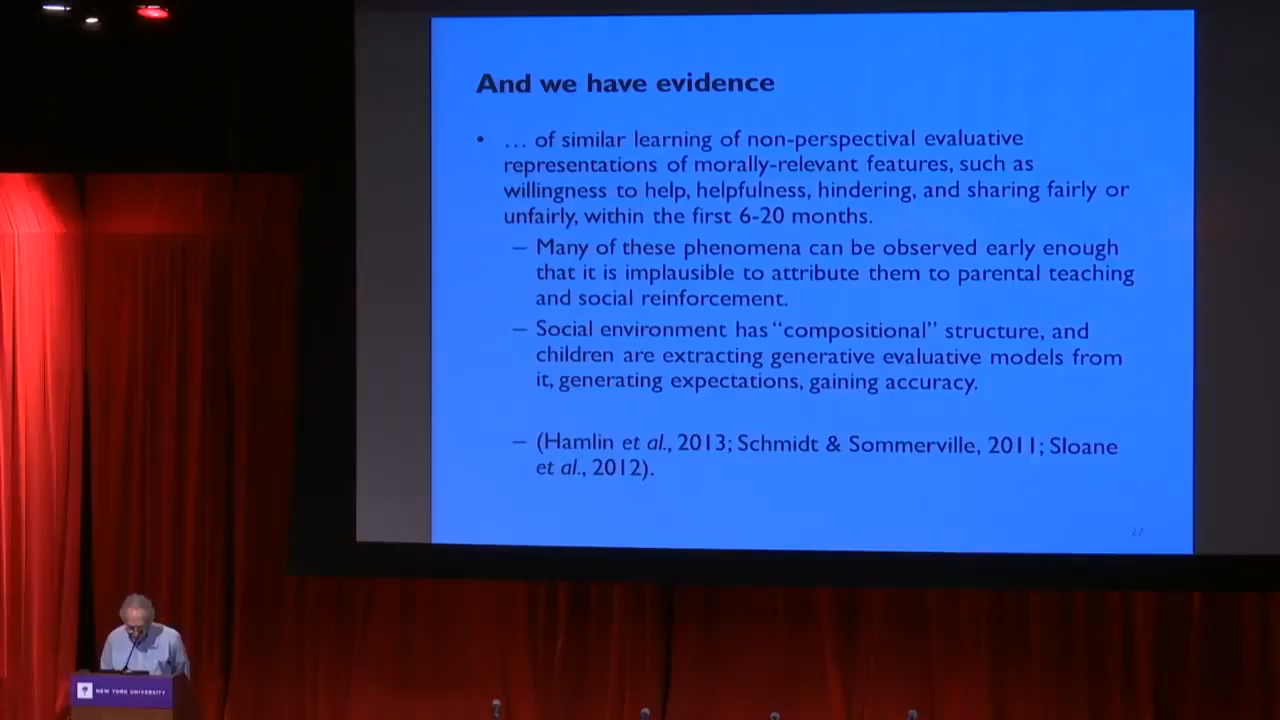 And we have evidence
• … of similar learning of non-perspectival evaluative
representations of morally-relevant features, such as
willingness to help, helpfulness, hindering, and sharing fairly or
unfairly, within the first 6-20 months.
– Many of these phenomena can be observed early enough
that it is implausible to attribute them to parental teaching
and social reinforcement.
– Social environment has “compositional” structure, and
children are extracting generative evaluative models from
it, generating expectations, gaining accuracy.
– (Hamlin et al., 2013; Schmidt & Sommerville, 2011; Sloane
et al., 2012).
27
NEW YORK UNIVERSITY